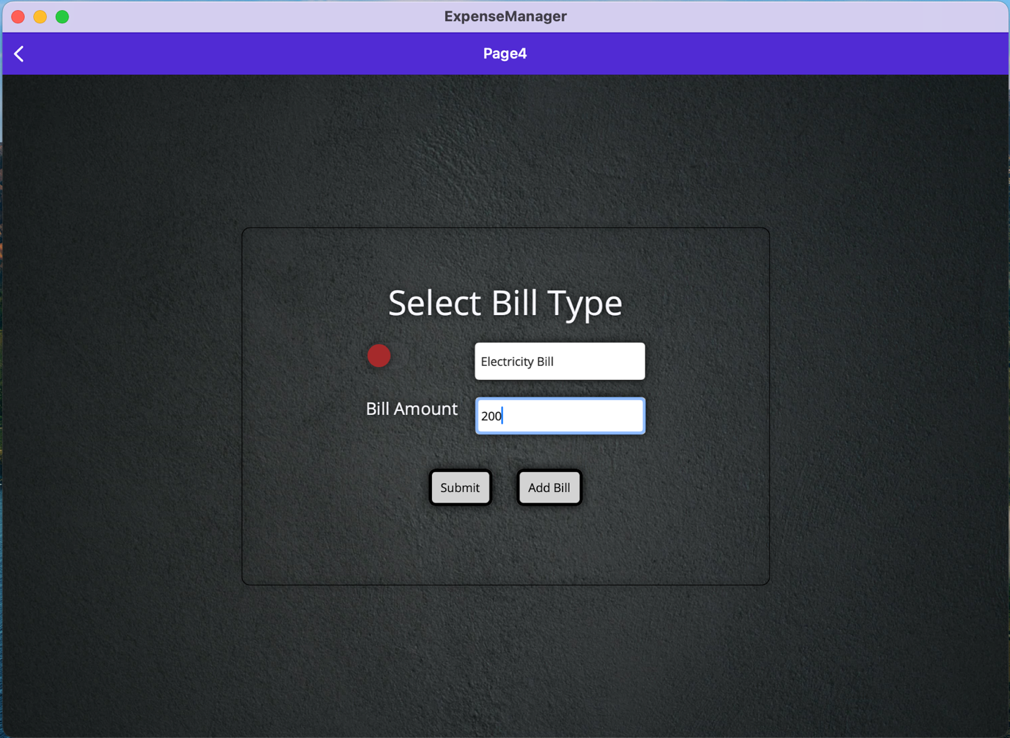 ExpenseManager
Page4
Select Bill Type
Electricity Bill
Bill Amount 200
Submit Add Bill